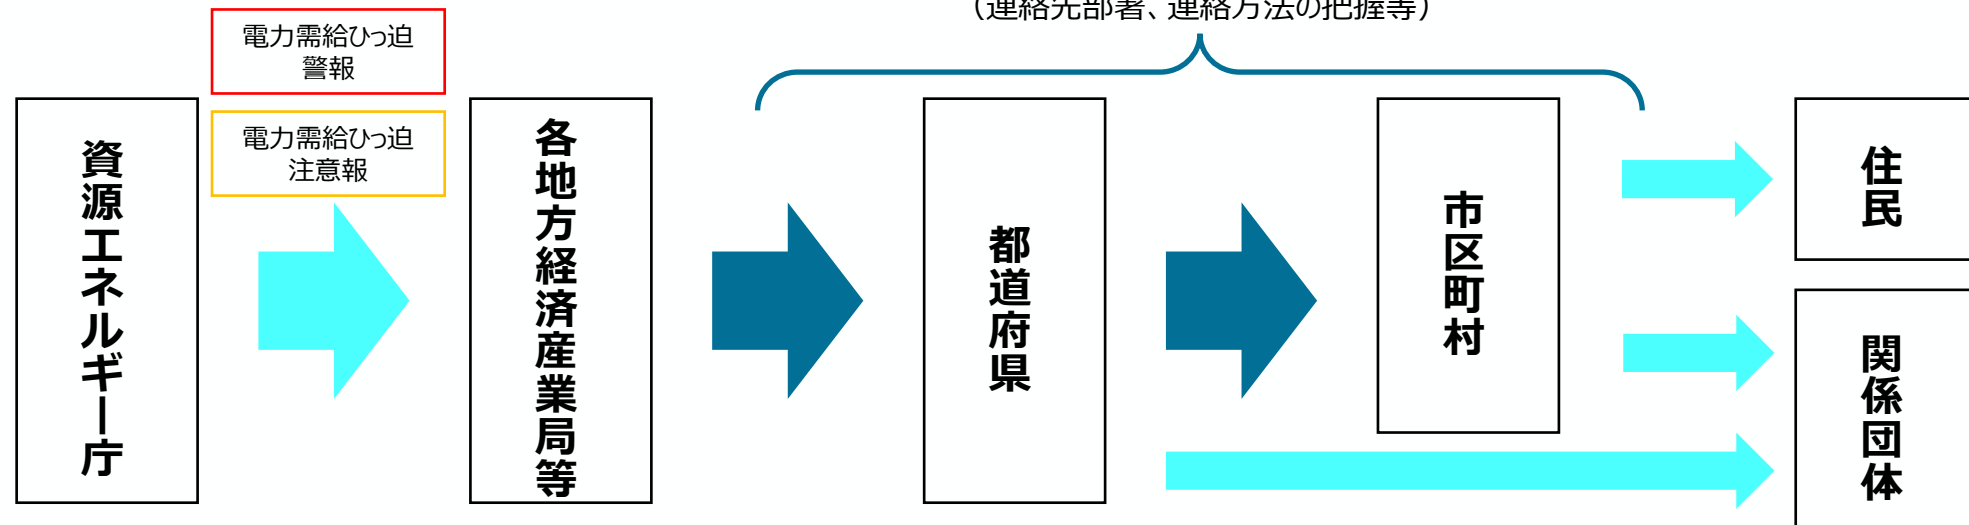 （連絡先部署、連絡方法の把握等）
電力需給ひっ迫
警報
電力需給ひっ迫
注意報
資源エネルギー庁
各地方経済産業局等
都道府県
市区町村
住民
関係団体